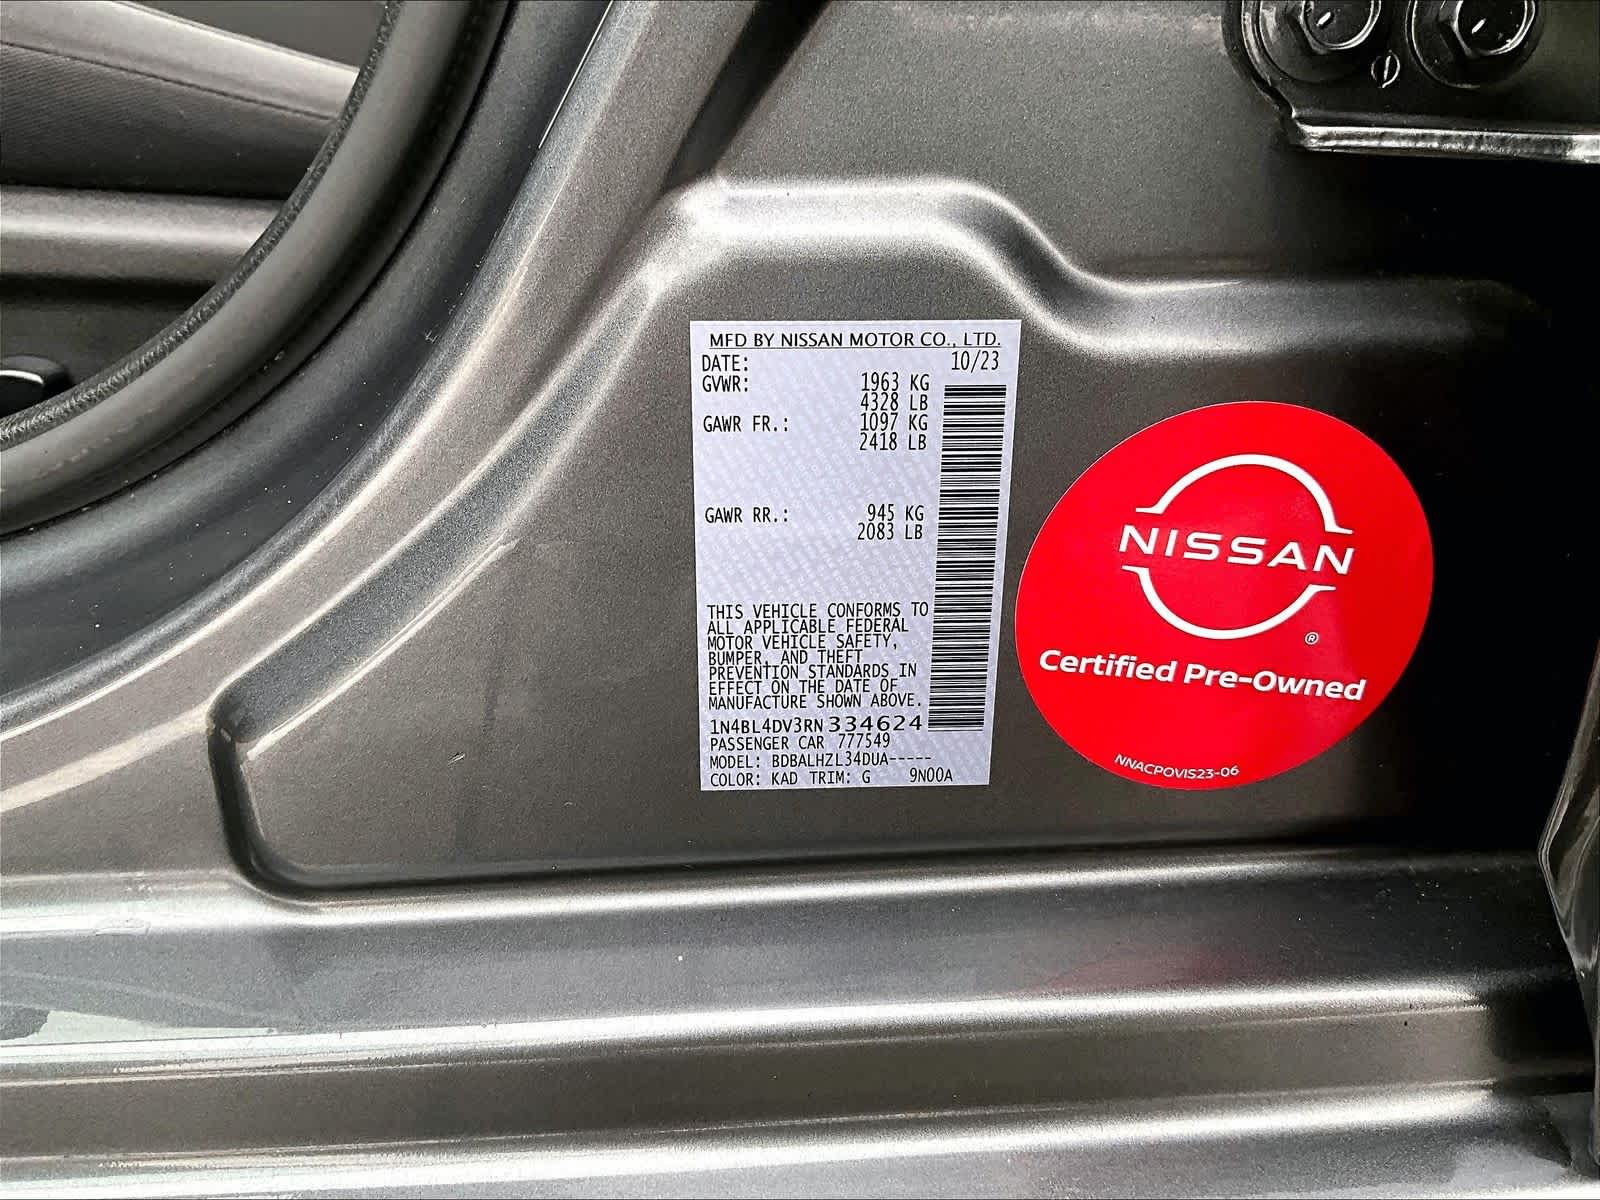 MFD BY NISSAN MOTOR CO., LTD.
DATE: 10/23
GVWR: 1963 KG
4328 LB
GAWR FR.: 1097 KG
2418 LB
GAWR RR.: 945 KG
2083 LB
THIS VEHICLE CONFORMS TO
ALL APPLICABLE FEDERAL
MOTOR VEHICLE SAFETY,
BUMPER, AND THEFT
PREVENTION STANDARDS IN
EFFECT ON THE DATE OF
MANUFACTURE SHOWN ABOVE.
1N4BL4DV3RN334624
PASSENGER CAR 777549
MODEL: BDBALHZL34DUA-----
COLOR: KAD TRIM: G 9N00A
NISSAN
®
Certified Pre-Owned
NNACPOVIS23-06